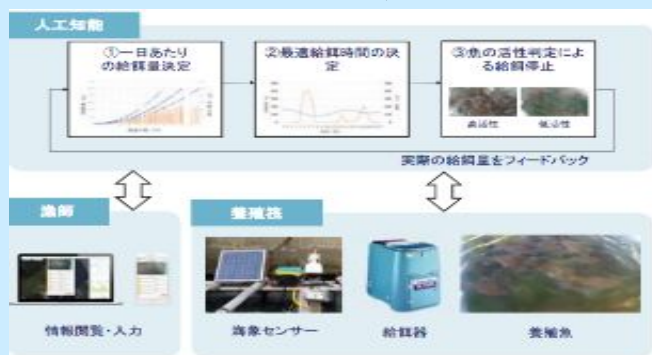 人工知能
①一日あたり
の給餌量決定
②最適給餌時間の決
定
③魚の活性判定によ
る給餌停止
高活性
低活性
実際の給餌量をフィードバック
漁師
養殖筏
情報閲覧・入力
海象センサー
給餌器
養殖魚